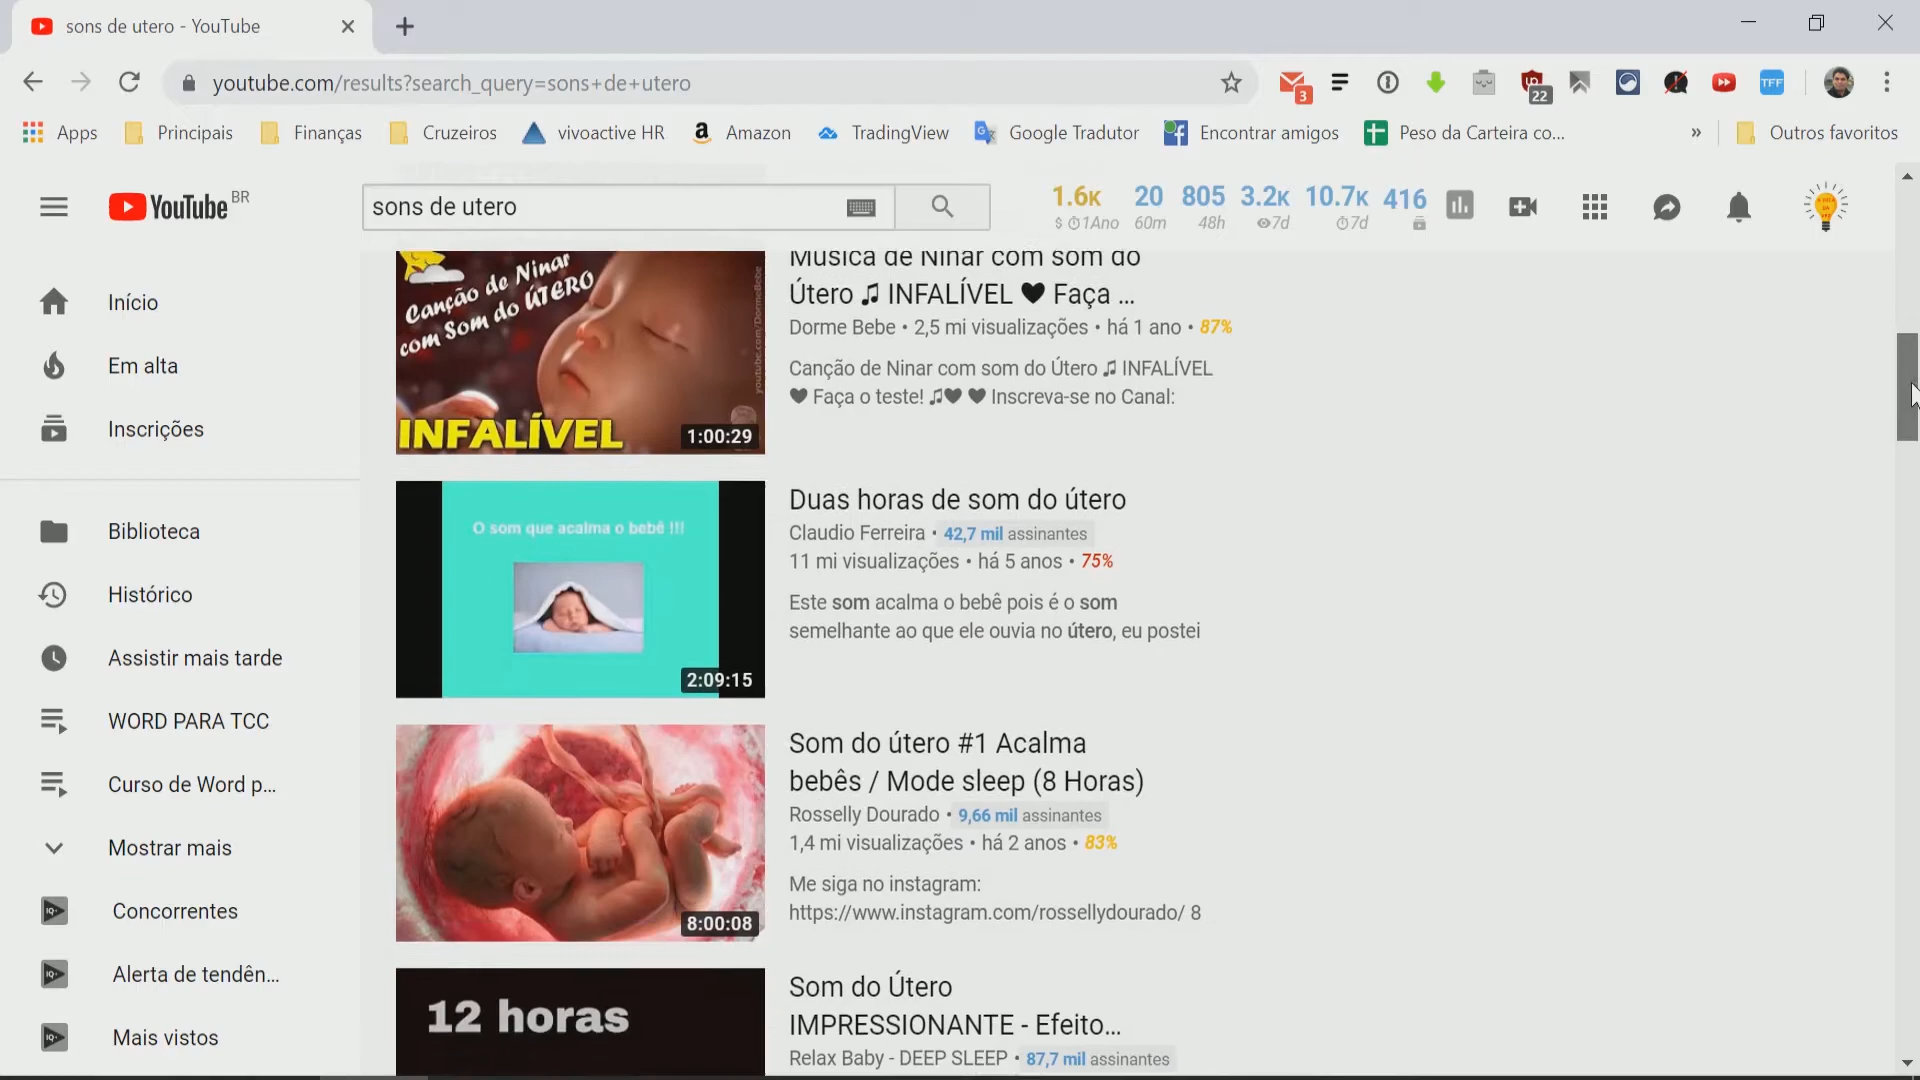 sons de utero - YouTube
youtube.com/results?search_query=sons+de+utero
3
22
TFF
Apps
Principais
Finanças
Cruzeiros
vivoactive HR
Amazon
TradingView
Google Tradutor
Encontrar amigos
Peso da Carteira co...
»
Outros favoritos
YouTube BR
sons de utero
1.6K
$ 1Ano
20
60m
805
48h
3.2K
7d
10.7K
7d
416
Início
Em alta
Inscrições
Biblioteca
Histórico
Assistir mais tarde
WORD PARA TCC
Curso de Word p...
Mostrar mais
Concorrentes
Alerta de tendên...
Mais vistos
Canção de Ninar
com Som do ÚTERO
youtube.com/DormeBebe
INFALÍVEL
1:00:29
Música de Ninar com som do
Útero ♫ INFALÍVEL ♥ Faça ...
Dorme Bebe • 2,5 mi visualizações • há 1 ano • 87%
Canção de Ninar com som do Útero ♫ INFALÍVEL
♥ Faça o teste! ♫♥ ♥ Inscreva-se no Canal:
O som que acalma o bebê !!!
2:09:15
Duas horas de som do útero
Claudio Ferreira • 42,7 mil assinantes
11 mi visualizações • há 5 anos • 75%
Este som acalma o bebê pois é o som
semelhante ao que ele ouvia no útero, eu postei
8:00:08
Som do útero #1 Acalma
bebês / Mode sleep (8 Horas)
Rosselly Dourado • 9,66 mil assinantes
1,4 mi visualizações • há 2 anos • 83%
Me siga no instagram:
https://www.instagram.com/rossellydourado/ 8
12 horas
Som do Útero
IMPRESSIONANTE - Efeito...
Relax Baby - DEEP SLEEP • 87,7 mil assinantes